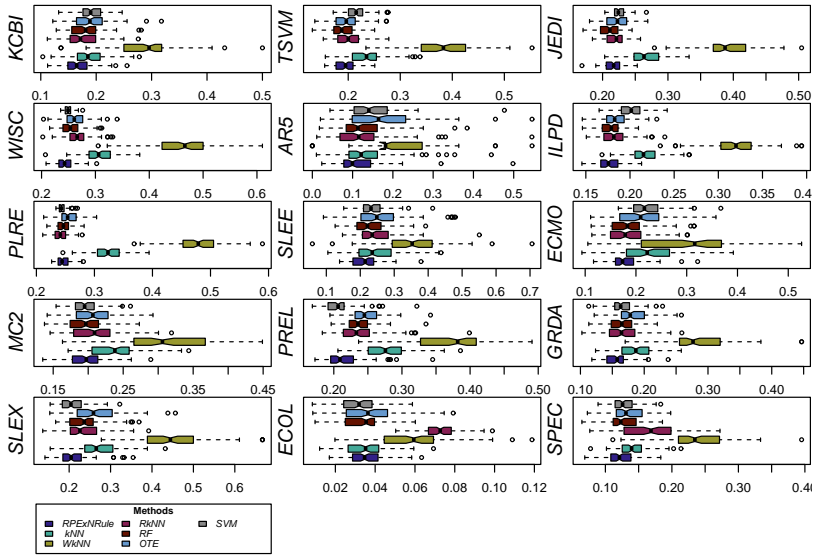 KCBI
0.1 0.2 0.3 0.4 0.5
TSVM
0.2 0.3 0.4 0.5
JEDI
0.20 0.30 0.40 0.50
WISC
0.2 0.3 0.4 0.5 0.6
AR5
0.0 0.1 0.2 0.3 0.4 0.5
ILPD
0.15 0.20 0.25 0.30 0.35 0.4
PLRE
0.2 0.3 0.4 0.5 0.6
SLEE
0.0 0.1 0.2 0.3 0.4 0.5 0.6 0.7
ECMO
0.1 0.2 0.3 0.4 0.5
MC2
0.15 0.25 0.35 0.45
PREL
0.20 0.30 0.40 0.50
GRDA
0.10 0.20 0.30 0.40
SLEX
0.2 0.3 0.4 0.5 0.6
ECOL
0.02 0.04 0.06 0.08 0.10 0.12
SPEC
0.10 0.20 0.30 0.40
Methods
RPExNRule RkNN SVM
kNN RF
WkNN OTE